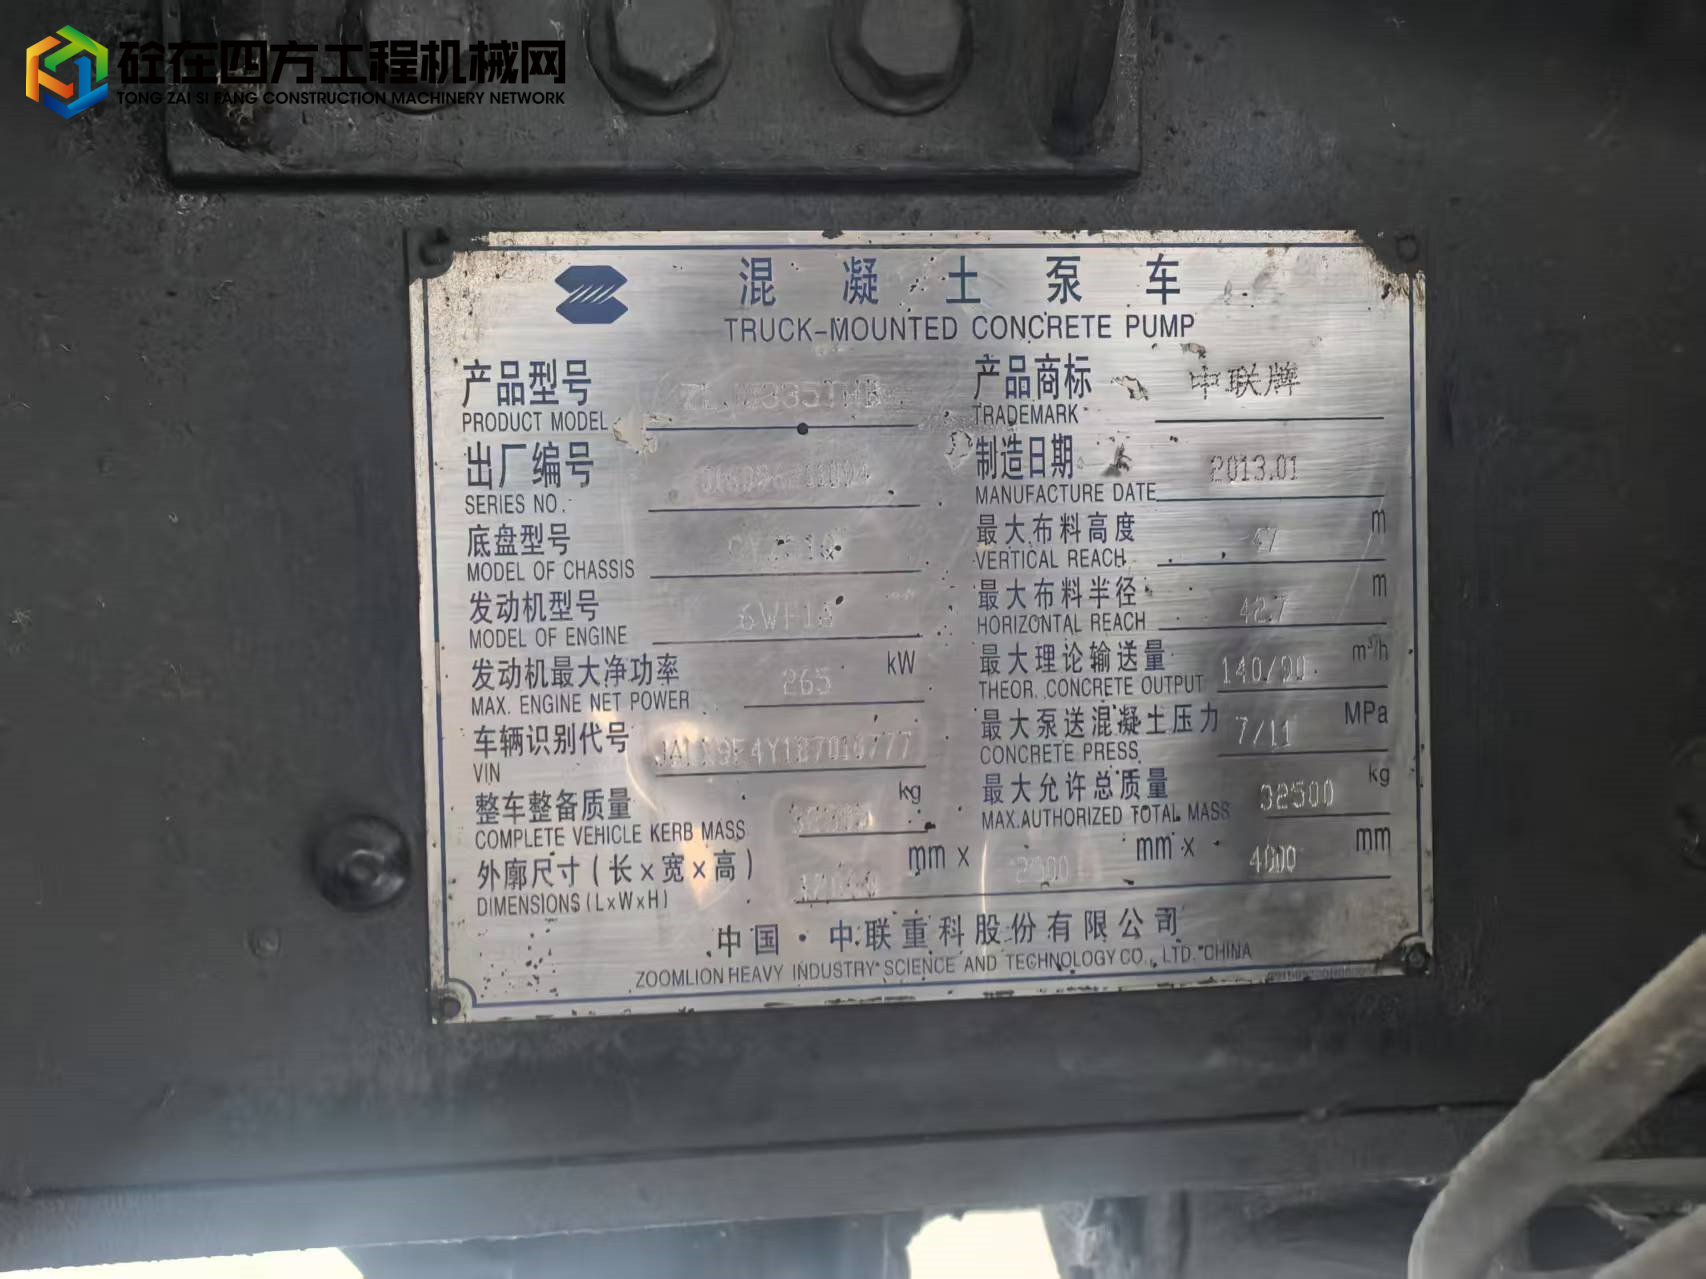 砼在四方工程机械网
TONG ZAI SI FANG CONSTRUCTION MACHINERY NETWORK
混凝土泵车
TRUCK-MOUNTED CONCRETE PUMP
产品型号
PRODUCT MODEL
产品商标 中联牌
TRADEMARK
出厂编号
SERIES NO.
制造日期 2013.01
MANUFACTURE DATE
底盘型号
MODEL OF CHASSIS
最大布料高度 m
VERTICAL REACH
发动机型号
MODEL OF ENGINE
最大布料半径 42.7 m
HORIZONTAL REACH
发动机最大净功率 265 kW
MAX. ENGINE NET POWER
最大理论输送量 140/90 m³/h
THEOR. CONCRETE OUTPUT
车辆识别代号
VIN
最大泵送混凝土压力 7/11 MPa
CONCRETE PRESS
整车整备质量 kg
COMPLETE VEHICLE KERB MASS
最大允许总质量 32500 kg
MAX.AUTHORIZED TOTAL MASS
外廓尺寸(长×宽×高) mm × 2500 mm × 4000 mm
DIMENSIONS(L×W×H)
中国·中联重科股份有限公司
ZOOMLION HEAVY INDUSTRY SCIENCE AND TECHNOLOGY CO., LTD. CHINA